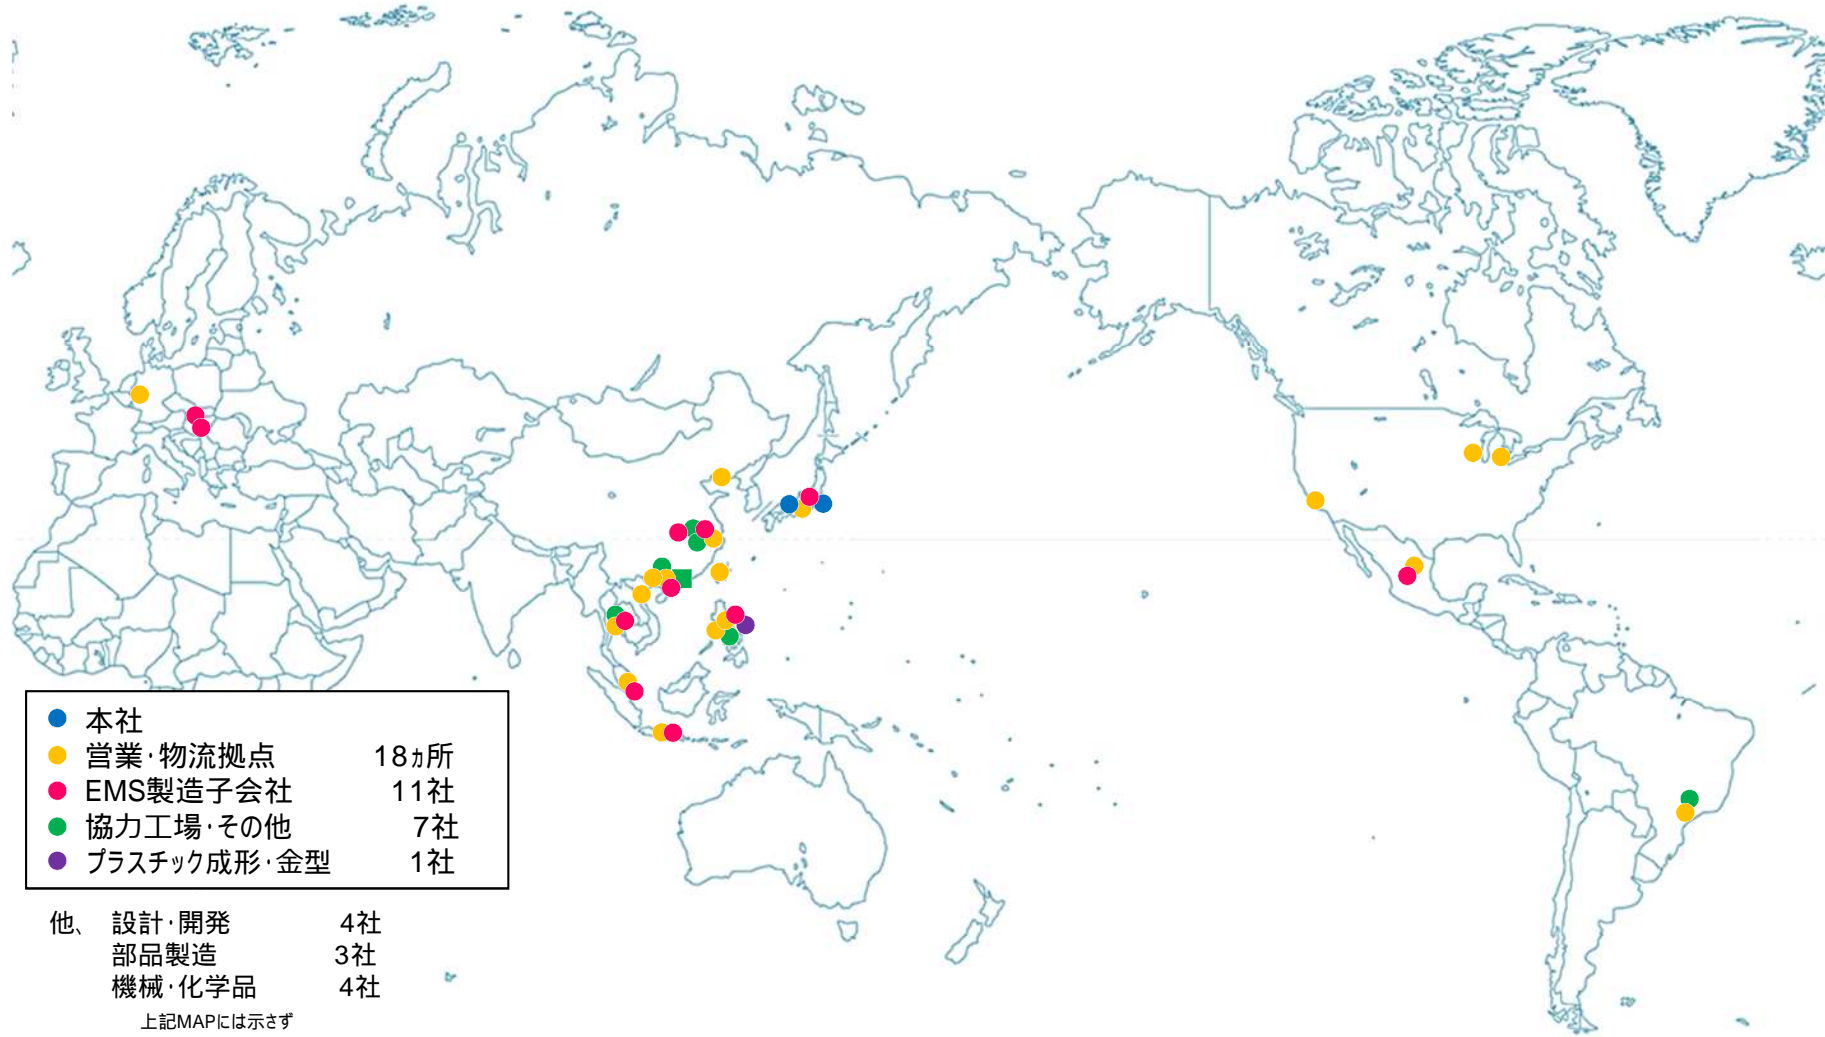 本社
営業・物流拠点 18ヵ所
EMS製造子会社 11社
協力工場・その他 7社
プラスチック成形・金型 1社
他、 設計・開発 4社
部品製造 3社
機械・化学品 4社
上記MAPには示さず